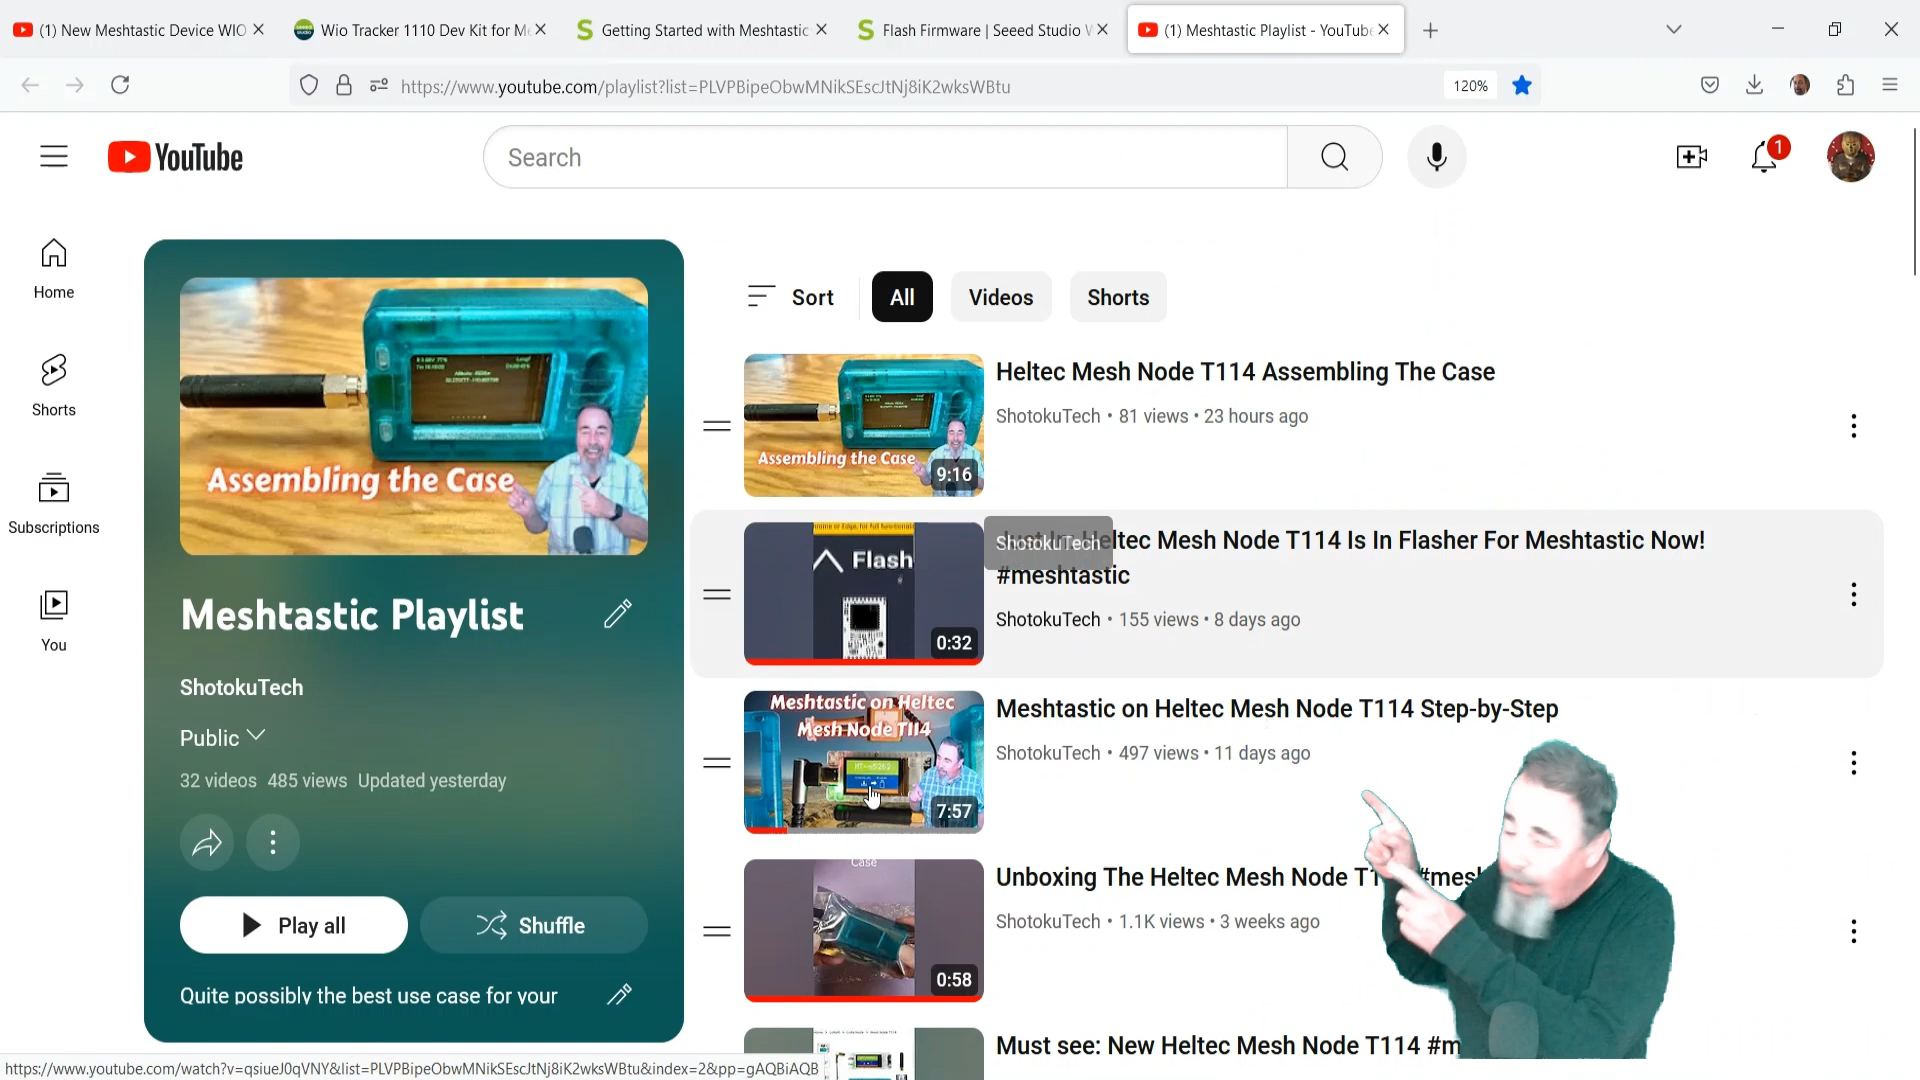 (1) New Meshtastic Device WIO
Wio Tracker 1110 Dev Kit for Me
Getting Started with Meshtastic
Flash Firmware | Seeed Studio W
(1) Meshtastic Playlist - YouTube
https://www.youtube.com/playlist?list=PLVPBipeObwMNikSEscJtNj8iK2wksWBtu
120%
YouTube
Search
1
Home
Shorts
Subscriptions
You
Assembling the Case
Meshtastic Playlist
ShotokuTech
Public
32 videos 485 views Updated yesterday
Play all
Shuffle
Quite possibly the best use case for your
Sort
All
Videos
Shorts
Assembling the Case
9:16
Heltec Mesh Node T114 Assembling The Case
ShotokuTech • 81 views • 23 hours ago
Flash
0:32
ShotokuTech
Heltec Mesh Node T114 Is In Flasher For Meshtastic Now!
#meshtastic
ShotokuTech • 155 views • 8 days ago
Meshtastic on Heltec
Mesh Node T114
7:57
Meshtastic on Heltec Mesh Node T114 Step-by-Step
ShotokuTech • 497 views • 11 days ago
Case
0:58
Unboxing The Heltec Mesh Node T1 #mesh
ShotokuTech • 1.1K views • 3 weeks ago
Must see: New Heltec Mesh Node T114 #m
https://www.youtube.com/watch?v=qsiueJ0qVNY&list=PLVPBipeObwMNikSEscJtNj8iK2wksWBtu&index=2&pp=gAQBiAQB